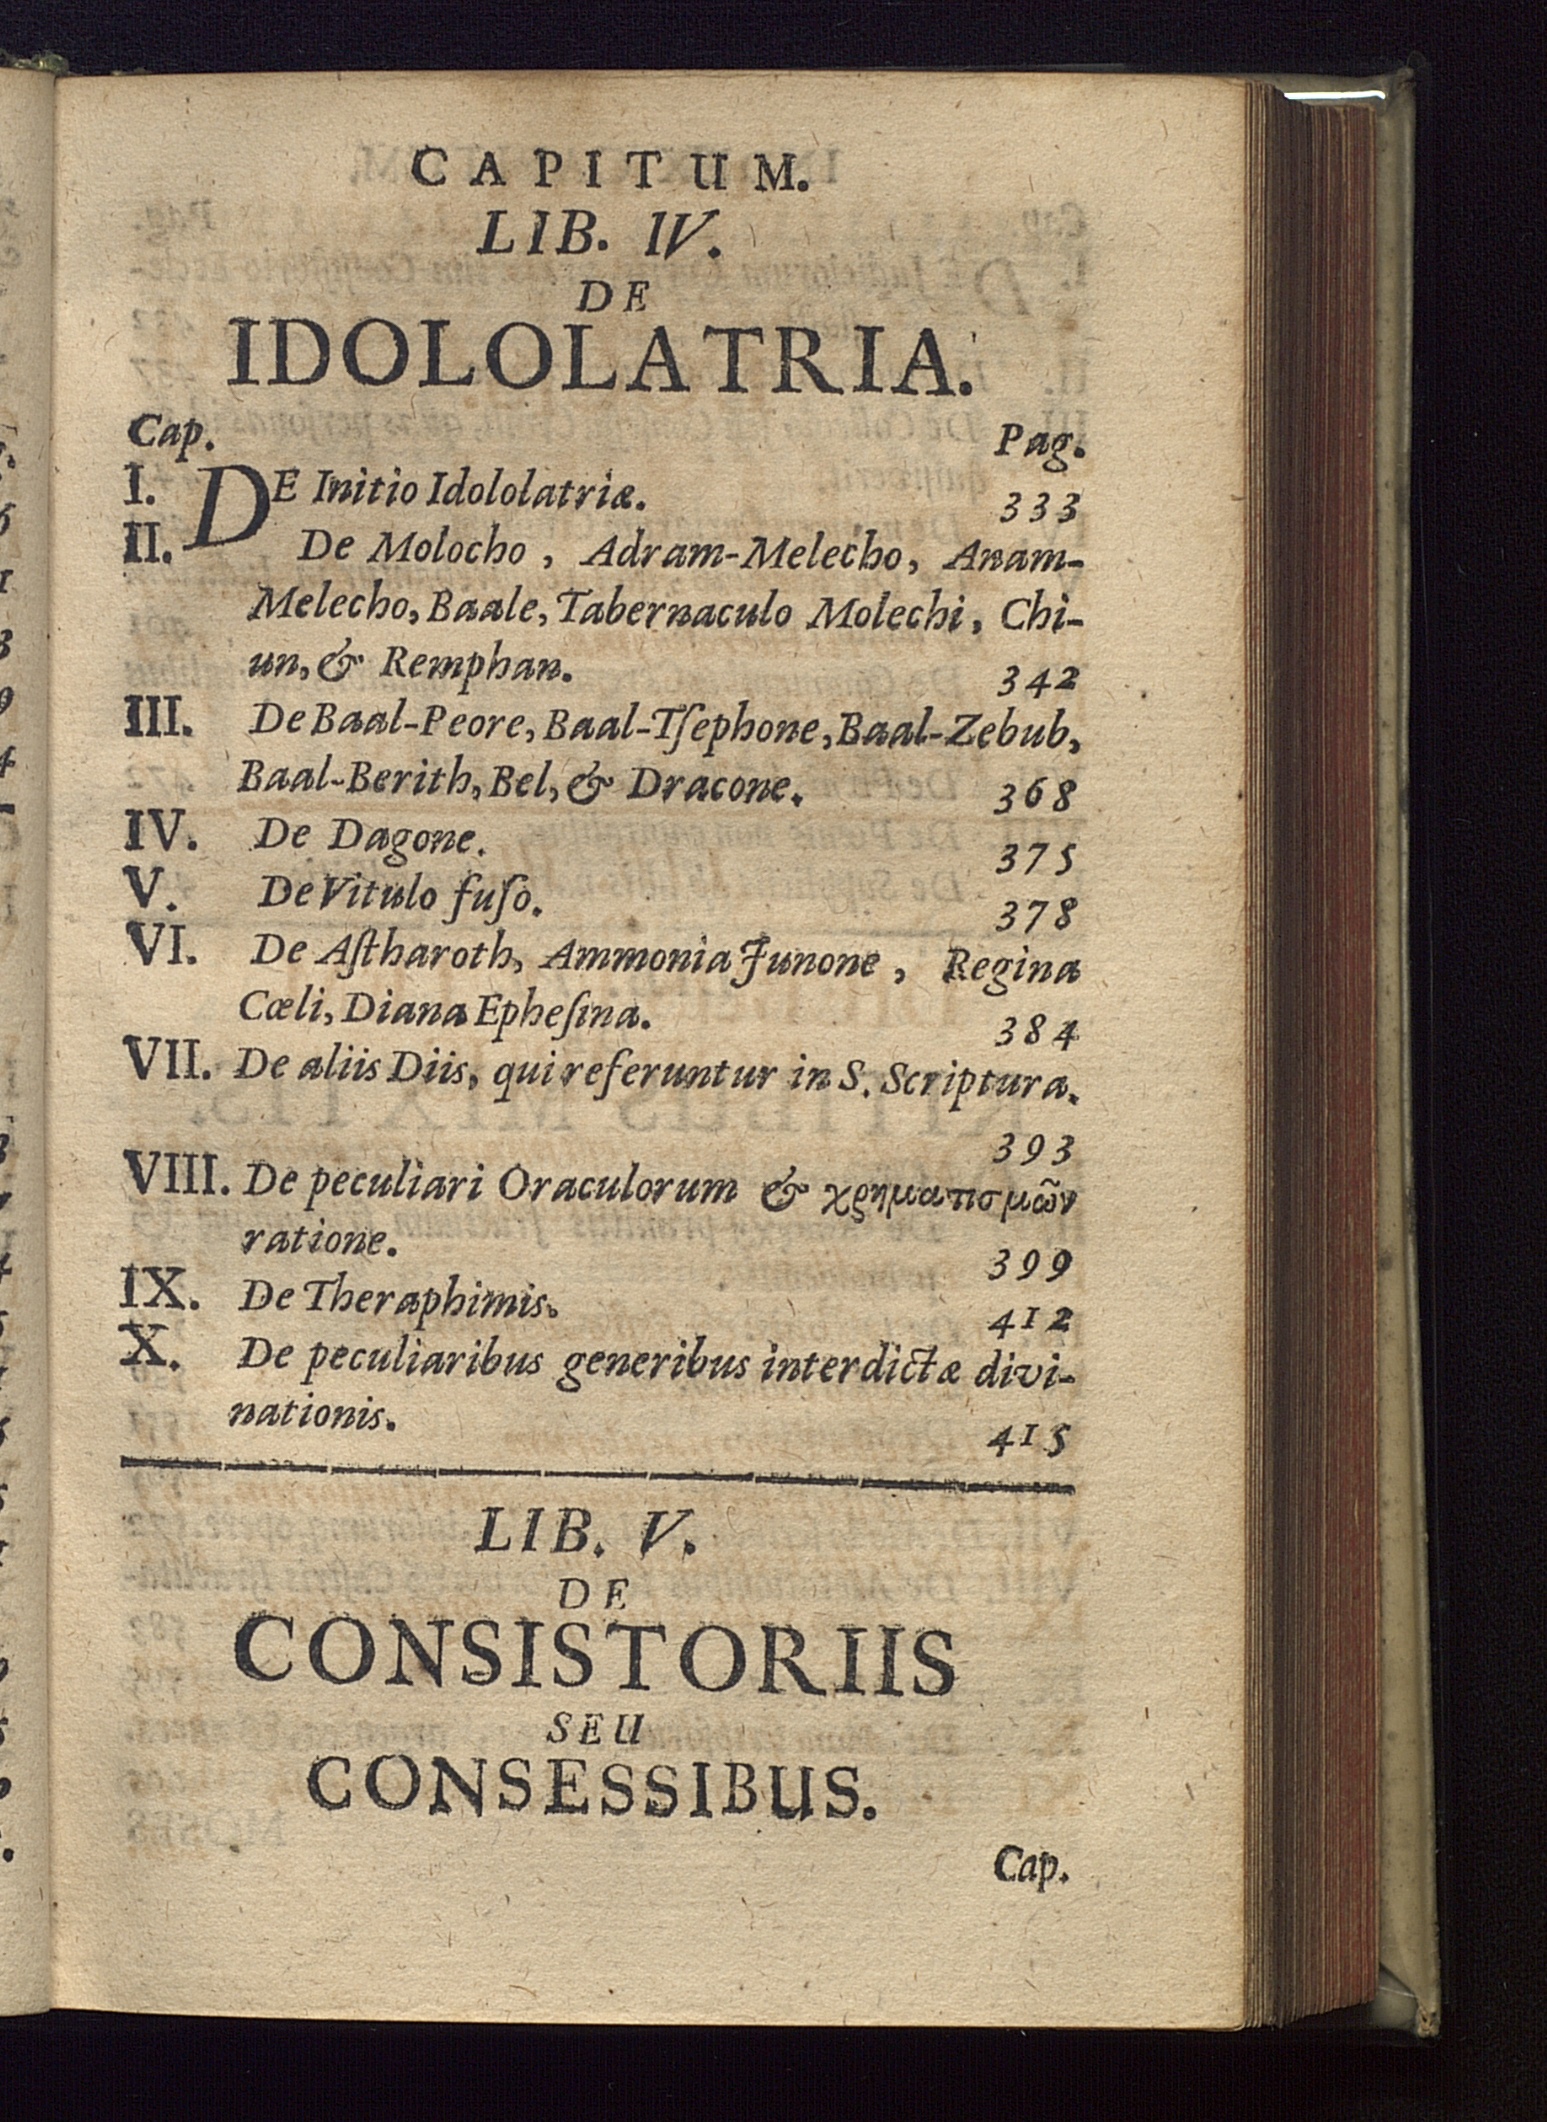 CAPITUM.
LIB. IV.
DE
IDOLOLATRIA.
Cap. Pag.
I. DE Initio Idololatriæ. 333
II. De Molocho, Adram-Melecho, Anam-
Melecho, Baale, Tabernaculo Molechi, Chi-
un, & Remphan. 342
III. De Baal-Peore, Baal-Tſephone, Baal-Zebub,
Baal-Berith, Bel, & Dracone. 368
IV. De Dagone. 375
V. De Vitulo fuſo. 378
VI. De Aſtharoth, Ammonia Junone, Regina
Cœli, Diana Epheſina. 384
VII. De aliis Diis, qui referuntur in S. Scriptura.
393
VIII. De peculiari Oraculorum & χρηματισμῶν
ratione. 399
IX. De Theraphimis. 412
X. De peculiaribus generibus interdictæ divi-
nationis. 415
LIB. V.
DE
CONSISTORIIS
SEU
CONSESSIBUS.
Cap.